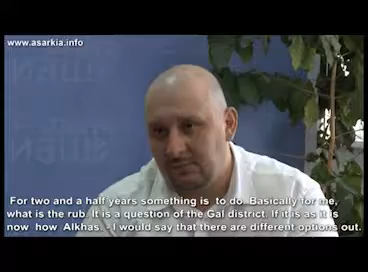 www.asarkia.info
For two and a half years something is to do. Basically for me,
what is the rub. It is a question of the Gal district. If it is as it is
now how Alkhas. - I would say that there are different options out.